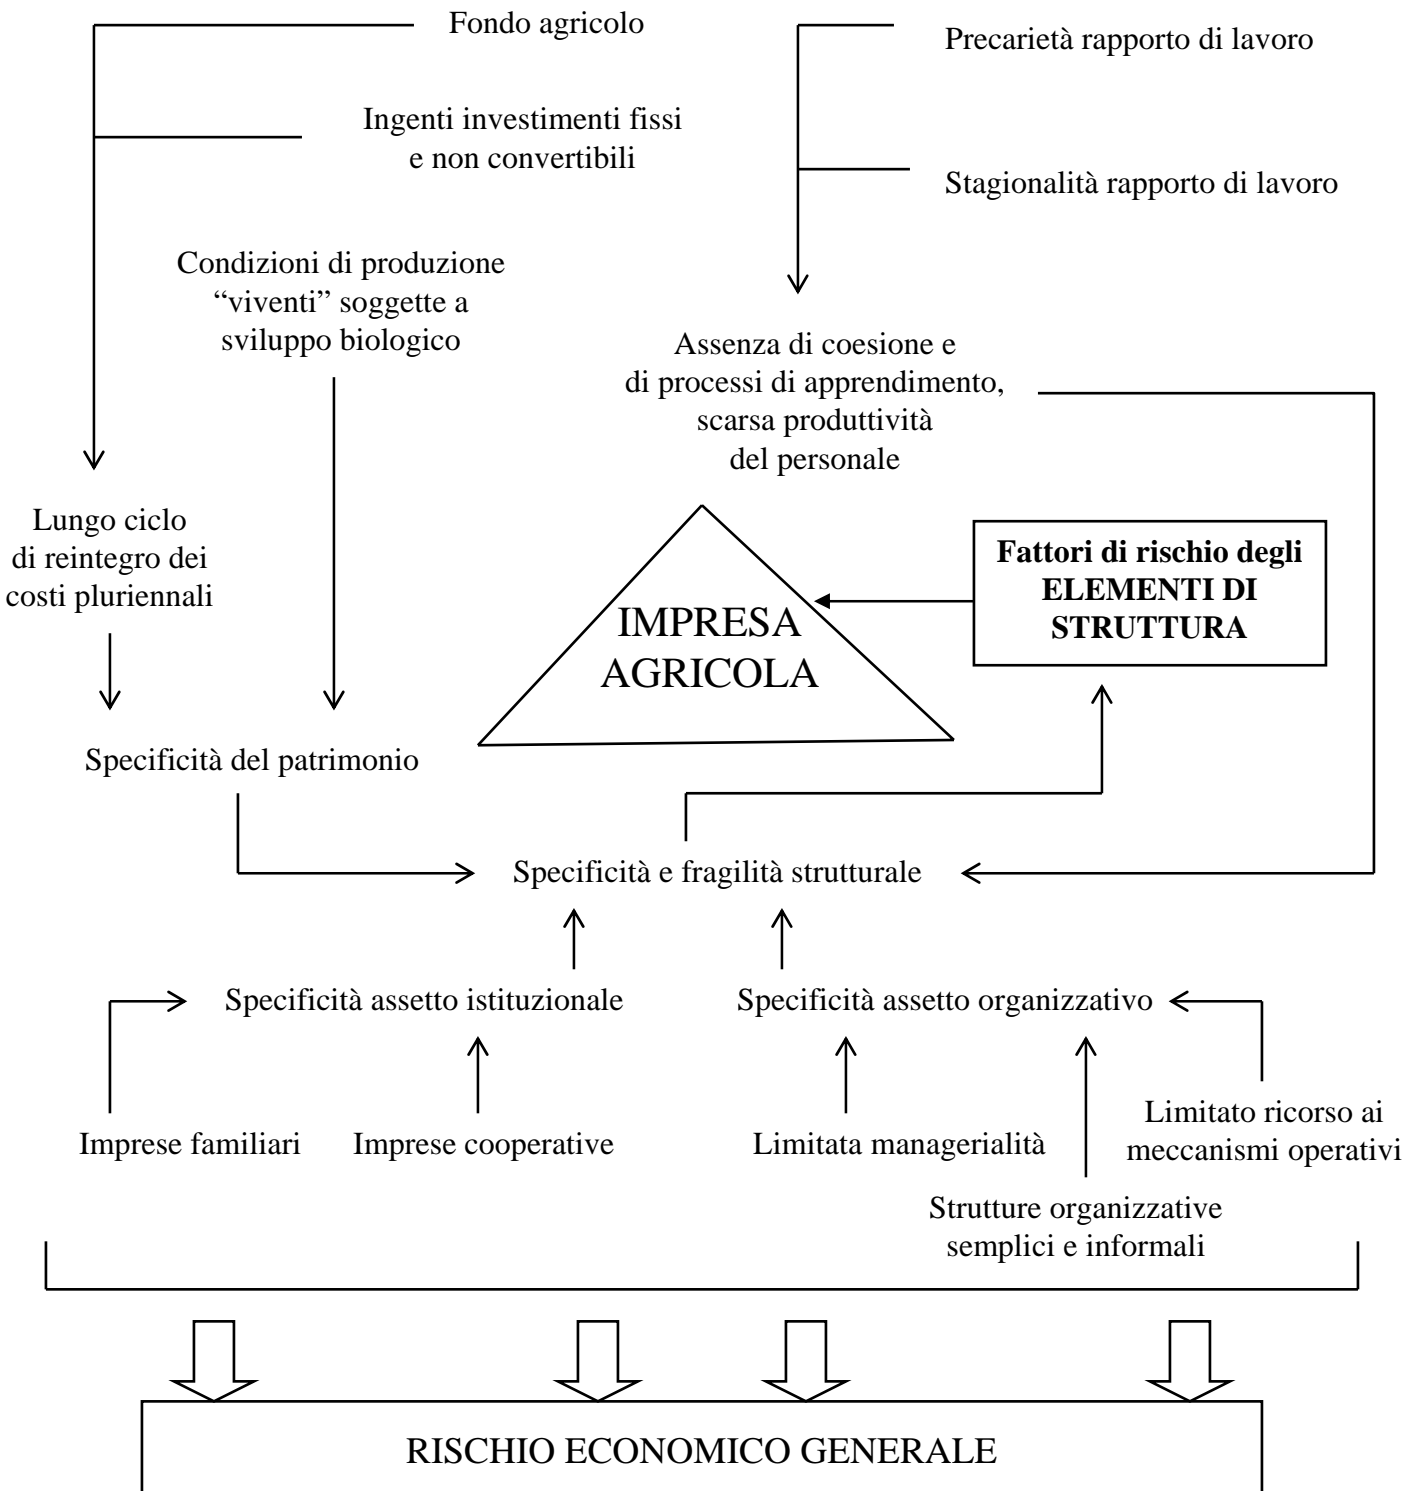 Fondo agricolo
Precarietà rapporto di lavoro
Ingenti investimenti fissi
e non convertibili
Stagionalità rapporto di lavoro
Condizioni di produzione
“viventi” soggette a
sviluppo biologico
Assenza di coesione e
di processi di apprendimento,
scarsa produttività
del personale
Lungo ciclo
di reintegro dei
costi pluriennali
Fattori di rischio degli
ELEMENTI DI
STRUTTURA
IMPRESA
AGRICOLA
Specificità del patrimonio
Specificità e fragilità strutturale
Specificità assetto istituzionale
Specificità assetto organizzativo
Imprese familiari
Imprese cooperative
Limitata managerialità
Limitato ricorso ai
meccanismi operativi
Strutture organizzative
semplici e informali
RISCHIO ECONOMICO GENERALE